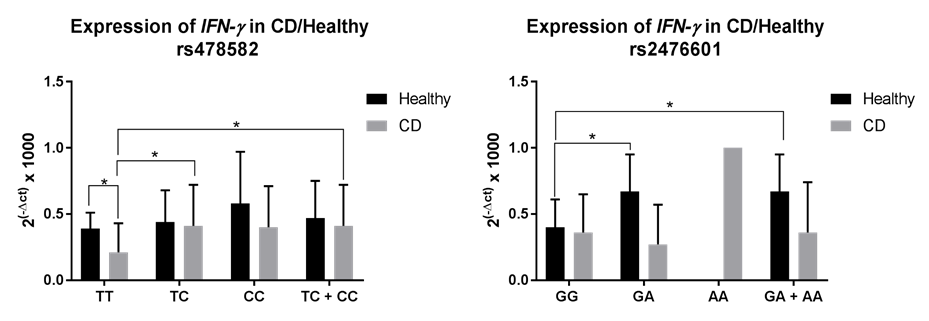 Expression of IFN-γ in CD/Healthy
rs478582
1.5
1.0
0.5
0.0
2(-Δct) x 1000
*
*
*
TT
TC
CC
TC + CC
Healthy
CD
Expression of IFN-γ in CD/Healthy
rs2476601
1.5
1.0
0.5
0.0
2(-Δct) x 1000
*
*
GG
GA
AA
GA + AA
Healthy
CD